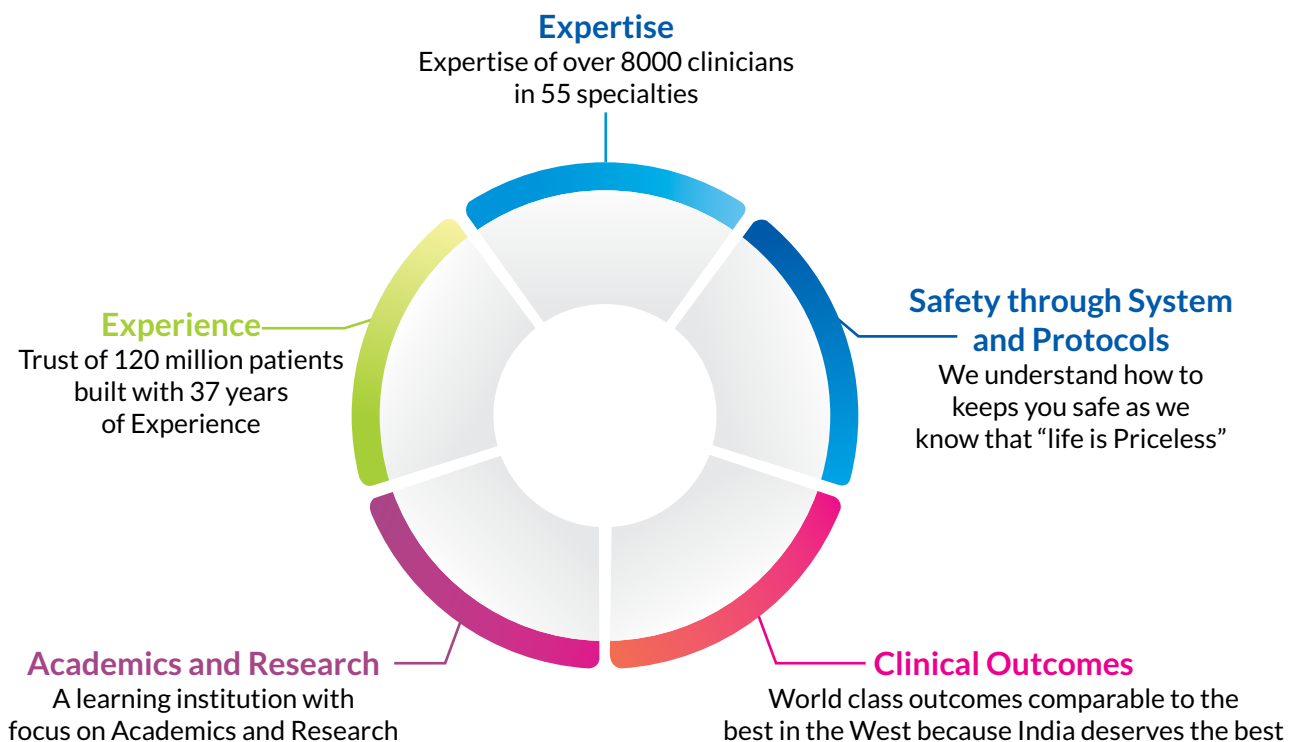 Expertise
Expertise of over 8000 clinicians
in 55 specialties
Safety through System
and Protocols
We understand how to
keeps you safe as we
know that “life is Priceless”
Clinical Outcomes
World class outcomes comparable to the
best in the West because India deserves the best
Academics and Research
A learning institution with
focus on Academics and Research
Experience
Trust of 120 million patients
built with 37 years
of Experience